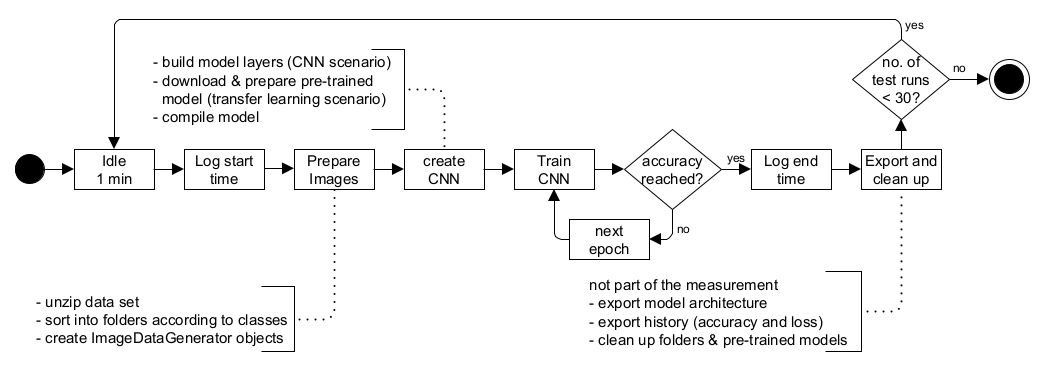 yes
no. of
test runs
< 30?
no
- build model layers (CNN scenario)
- download & prepare pre-trained
model (transfer learning scenario)
- compile model
Idle
1 min
Log start
time
Prepare
Images
create
CNN
Train
CNN
accuracy
reached?
yes
Log end
time
Export and
clean up
no
next
epoch
- unzip data set
- sort into folders according to classes
- create ImageDataGenerator objects
not part of the measurement
- export model architecture
- export history (accuracy and loss)
- clean up folders & pre-trained models